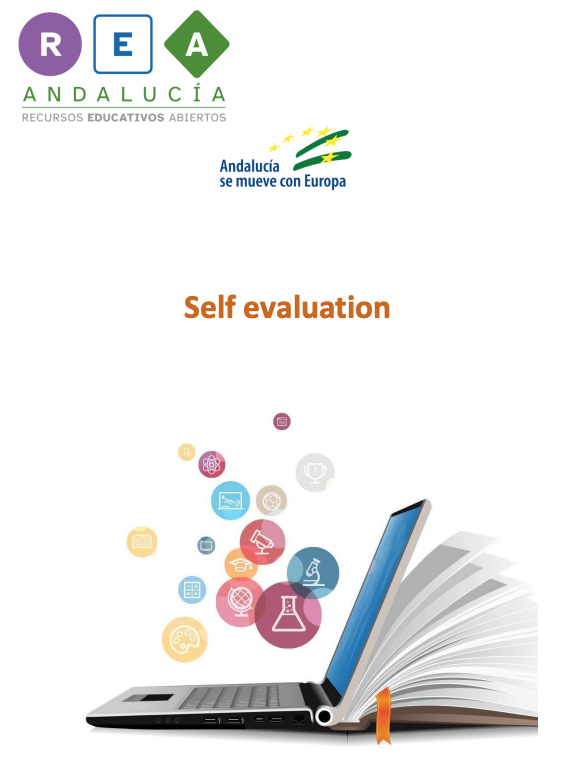 R E A
ANDALUCÍA
RECURSOS EDUCATIVOS ABIERTOS
Andalucía
se mueve con Europa
Self evaluation